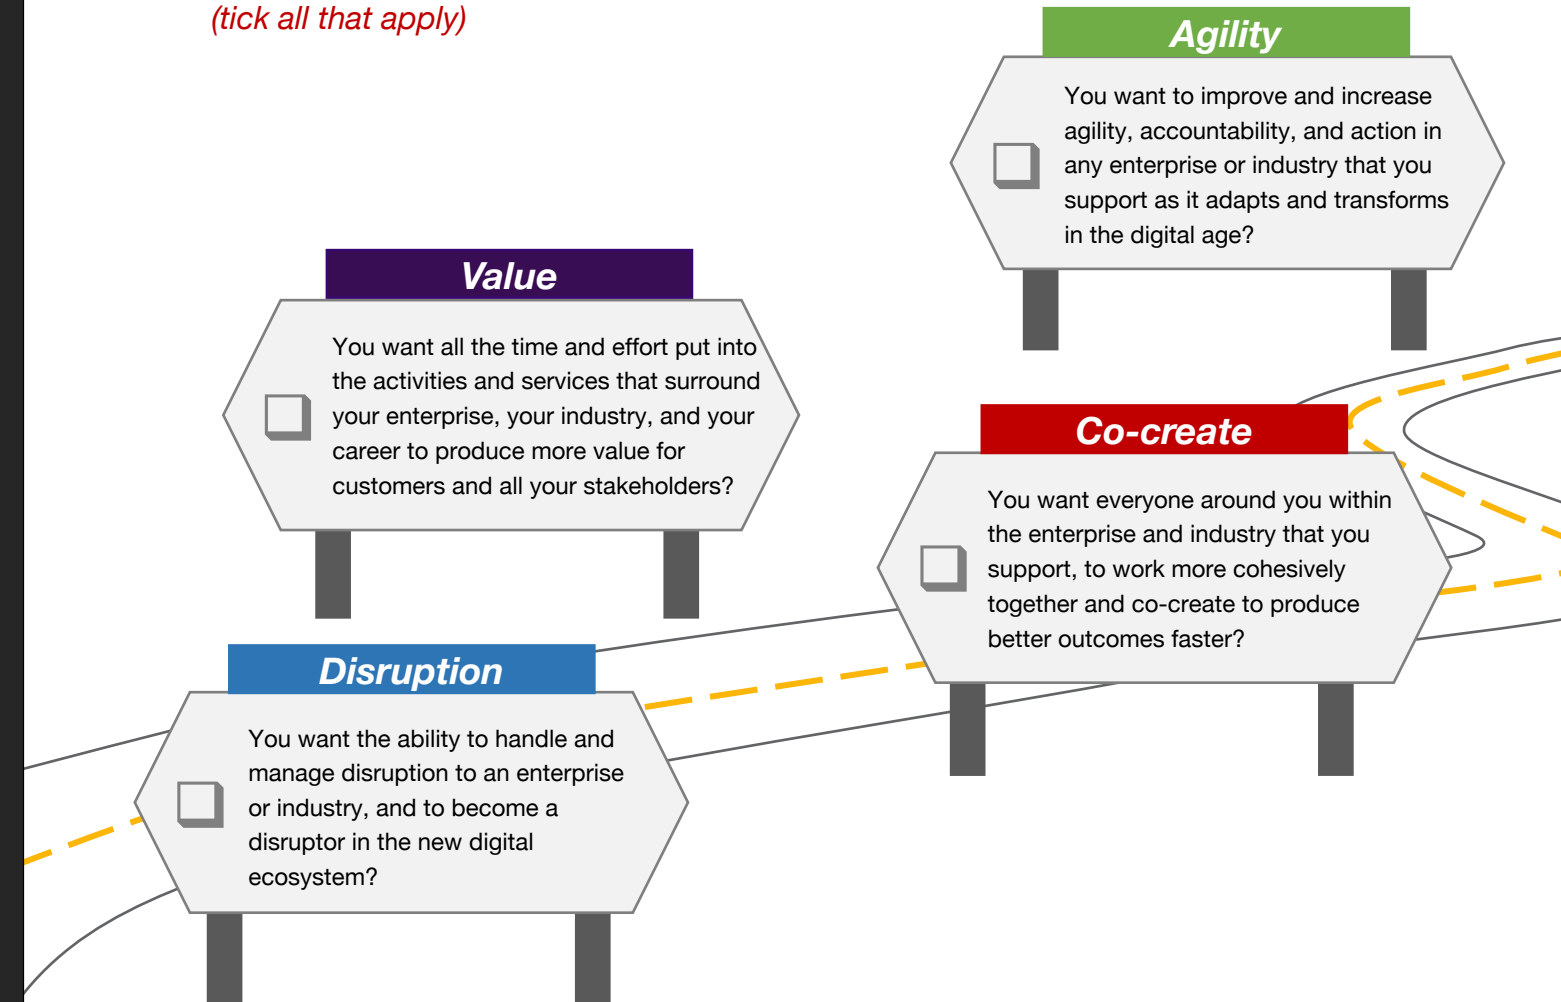 (tick all that apply)
Agility
You want to improve and increase
agility, accountability, and action in
any enterprise or industry that you
support as it adapts and transforms
in the digital age?
Value
You want all the time and effort put into
the activities and services that surround
your enterprise, your industry, and your
career to produce more value for
customers and all your stakeholders?
Co-create
You want everyone around you within
the enterprise and industry that you
support, to work more cohesively
together and co-create to produce
better outcomes faster?
Disruption
You want the ability to handle and
manage disruption to an enterprise
or industry, and to become a
disruptor in the new digital
ecosystem?